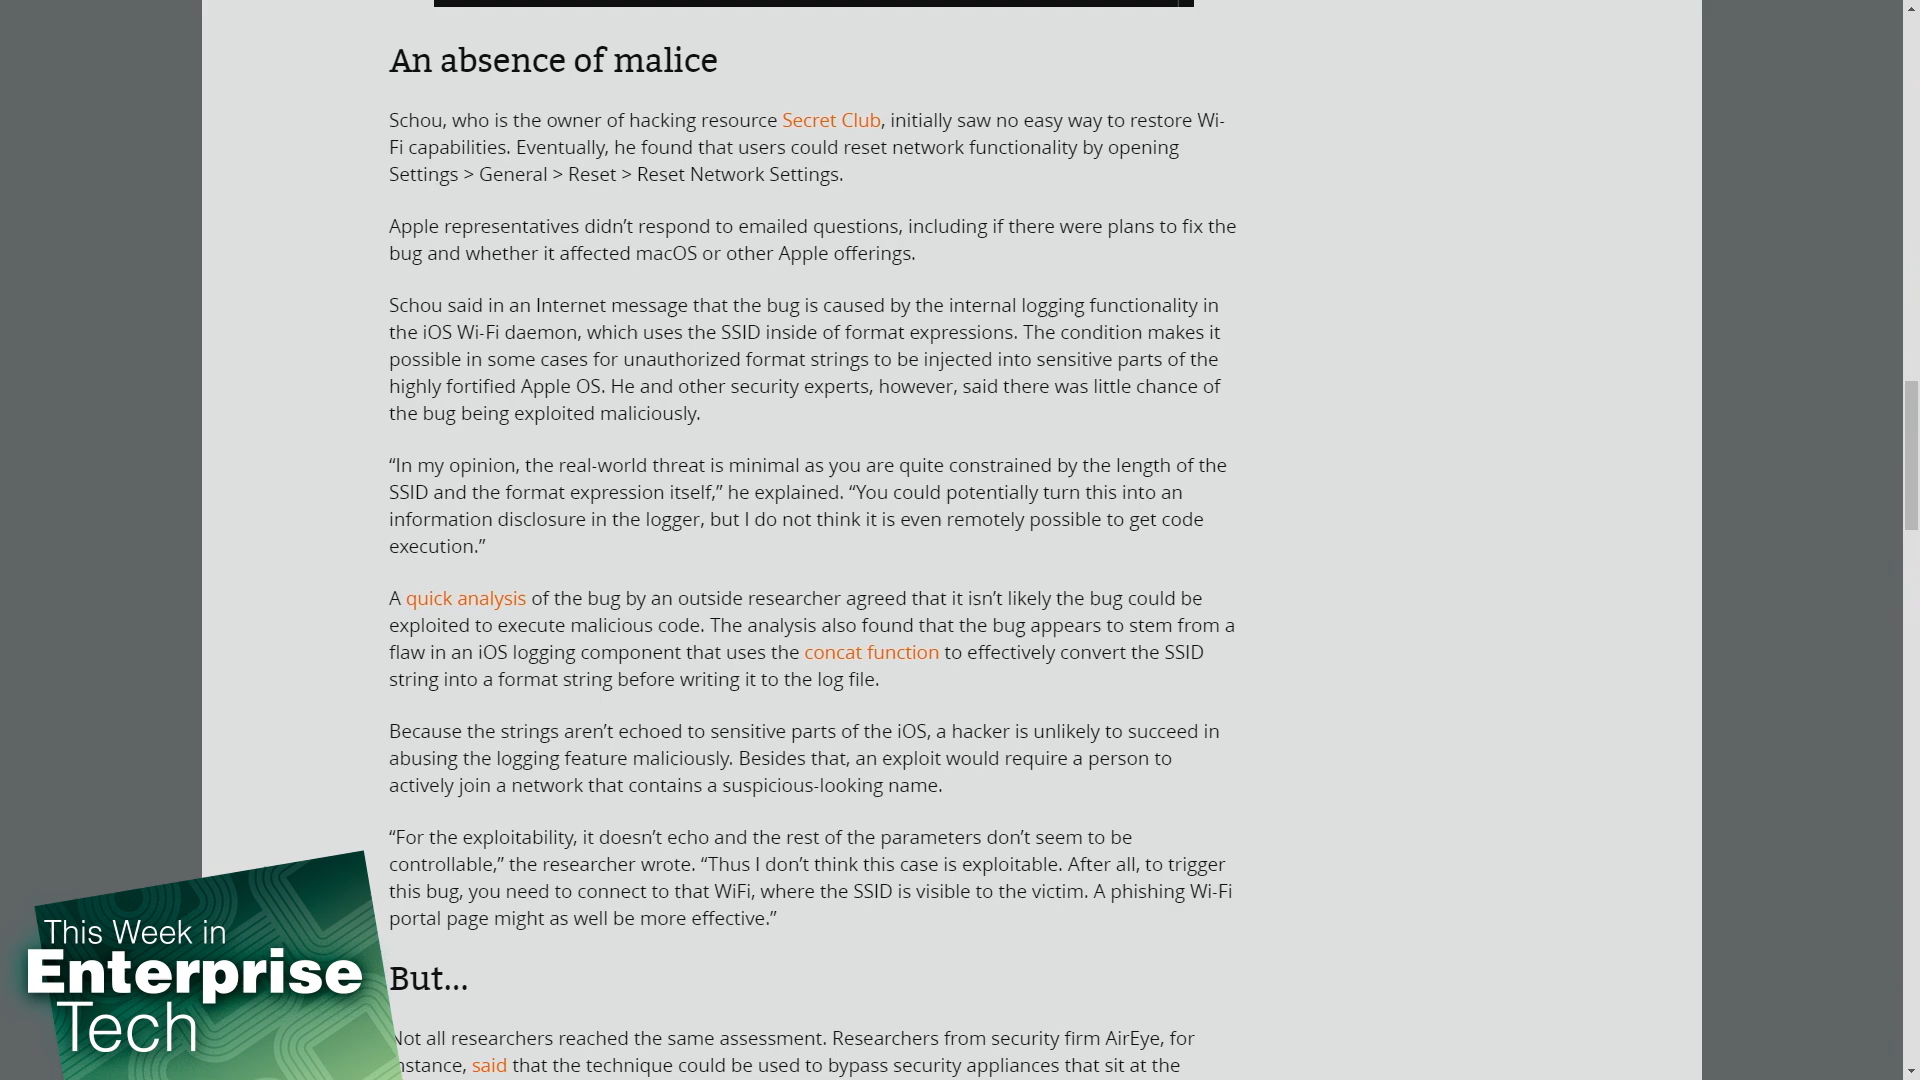 An absence of malice
Schou, who is the owner of hacking resource Secret Club, initially saw no easy way to restore Wi-
Fi capabilities. Eventually, he found that users could reset network functionality by opening
Settings > General > Reset > Reset Network Settings.
Apple representatives didn’t respond to emailed questions, including if there were plans to fix the
bug and whether it affected macOS or other Apple offerings.
Schou said in an Internet message that the bug is caused by the internal logging functionality in
the iOS Wi-Fi daemon, which uses the SSID inside of format expressions. The condition makes it
possible in some cases for unauthorized format strings to be injected into sensitive parts of the
highly fortified Apple OS. He and other security experts, however, said there was little chance of
the bug being exploited maliciously.
“In my opinion, the real-world threat is minimal as you are quite constrained by the length of the
SSID and the format expression itself,” he explained. “You could potentially turn this into an
information disclosure in the logger, but I do not think it is even remotely possible to get code
execution.”
A quick analysis of the bug by an outside researcher agreed that it isn’t likely the bug could be
exploited to execute malicious code. The analysis also found that the bug appears to stem from a
flaw in an iOS logging component that uses the concat function to effectively convert the SSID
string into a format string before writing it to the log file.
Because the strings aren’t echoed to sensitive parts of the iOS, a hacker is unlikely to succeed in
abusing the logging feature maliciously. Besides that, an exploit would require a person to
actively join a network that contains a suspicious-looking name.
“For the exploitability, it doesn’t echo and the rest of the parameters don’t seem to be
controllable,” the researcher wrote. “Thus I don’t think this case is exploitable. After all, to trigger
this bug, you need to connect to that WiFi, where the SSID is visible to the victim. A phishing Wi-Fi
portal page might as well be more effective.”
But…
Not all researchers reached the same assessment. Researchers from security firm AirEye, for
instance, said that the technique could be used to bypass security appliances that sit at the
This Week in
Enterprise
Tech